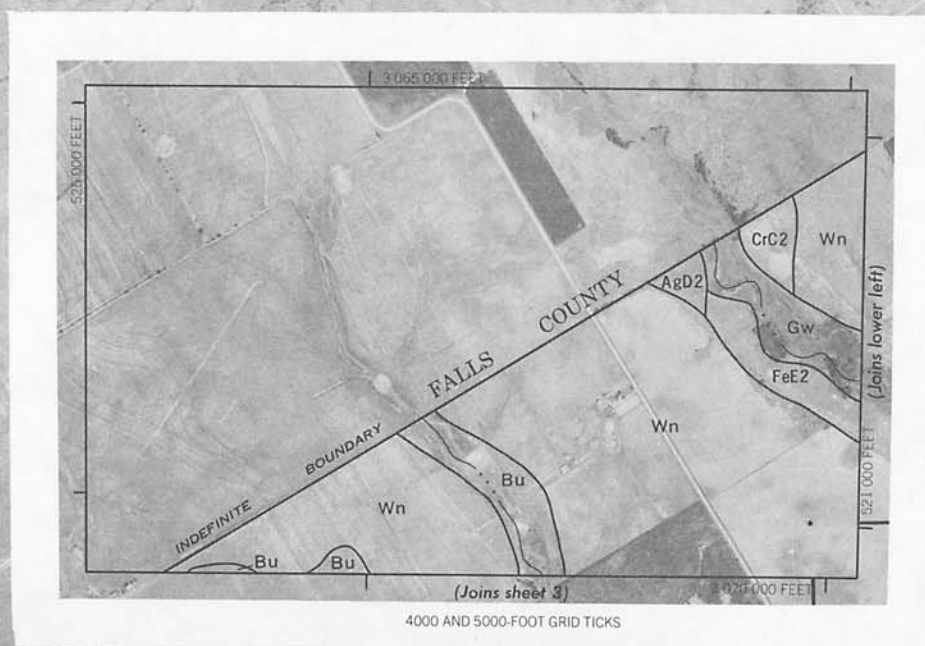 3 065 000 FEET
525 000 FEET
CrC2
Wn
AgD2
Gw
FeE2
(Joins lower left)
FALLS COUNTY
INDEFINITE BOUNDARY
Wn
Bu
Wn
Bu
Bu
521 000 FEET
(Joins sheet 3)
3 070 000 FEET
4000 AND 5000-FOOT GRID TICKS